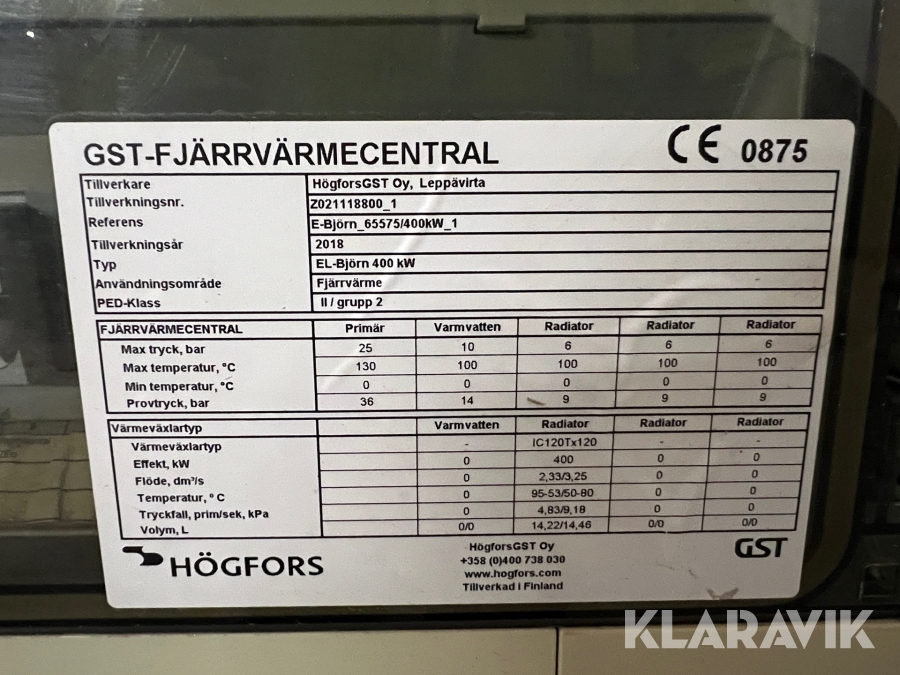 GST-FJÄRRVÄRMECENTRAL CE 0875
Tillverkare HögforsGST Oy, Leppävirta
Tillverkningsnr. Z021118800_1
Referens E-Björn_65575/400kW_1
Tillverkningsår 2018
Typ EL-Björn 400 kW
Användningsområde Fjärrvärme
PED-Klass II / grupp 2
FJÄRRVÄRMECENTRAL Primär Varmvatten Radiator Radiator Radiator
Max tryck, bar 25 10 6 6 6
Max temperatur, °C 130 100 100 100 100
Min temperatur, °C 0 0 0 0 0
Provtryck, bar 36 14 9 9 9
Värmeväxlartyp Varmvatten Radiator Radiator Radiator
Värmeväxlartyp - IC120Tx120 - -
Effekt, kW 0 400 0 0
Flöde, dm³/s 0 2,33/3,25 0 0
Temperatur, ° C 0 95-53/50-80 0 0
Tryckfall, prim/sek, kPa 0 4,83/9,18 0 0
Volym, L 0/0 14,22/14,46 0/0 0/0
HÖGFORS
HögforsGST Oy
+358 (0)400 738 030
www.hogfors.com
Tillverkad i Finland
GST
KLARAVIK